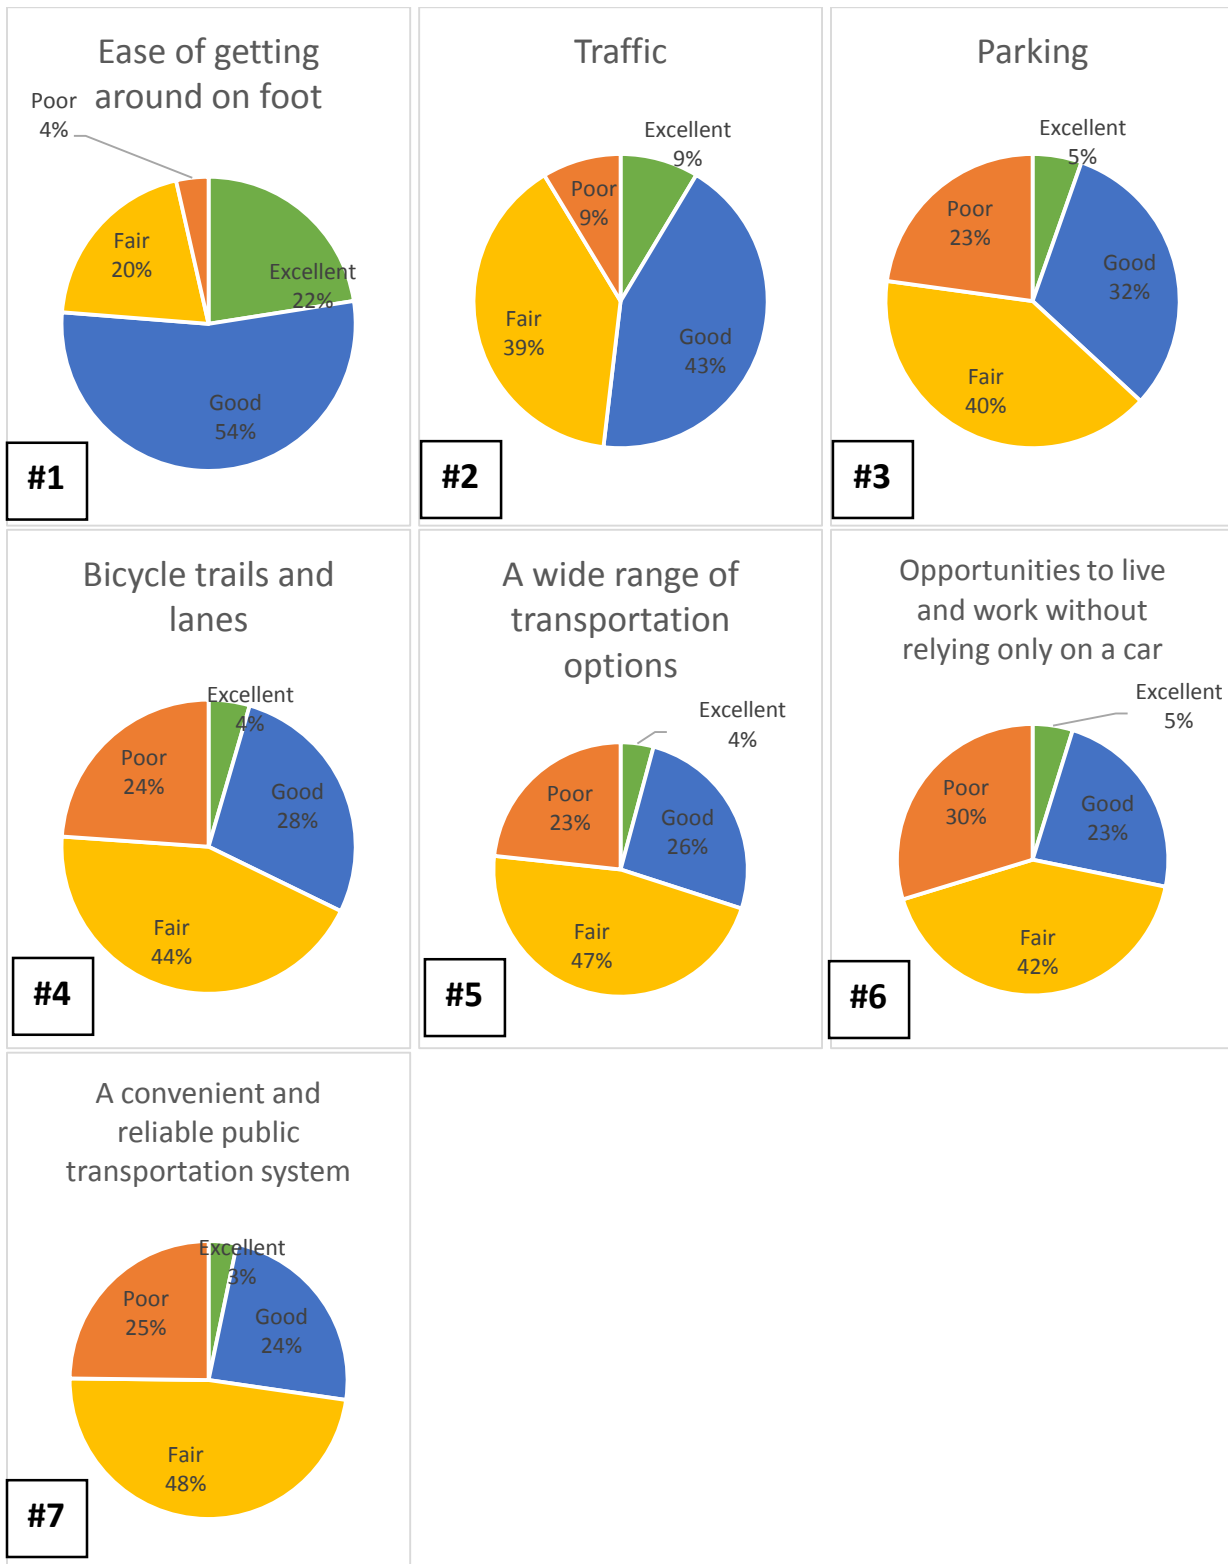 Ease of getting
around on foot
Poor
4%
Fair
20%
Excellent
22%
Good
54%
#1
Traffic
Excellent
9%
Poor
9%
Fair
39%
Good
43%
#2
Parking
Excellent
5%
Poor
23%
Good
32%
Fair
40%
#3
Bicycle trails and
lanes
Excellent
4%
Poor
24%
Good
28%
Fair
44%
#4
A wide range of
transportation
options
Excellent
4%
Poor
23%
Good
26%
Fair
47%
#5
Opportunities to live
and work without
relying only on a car
Excellent
5%
Poor
30%
Good
23%
Fair
42%
#6
A convenient and
reliable public
transportation system
Excellent
3%
Poor
25%
Good
24%
Fair
48%
#7